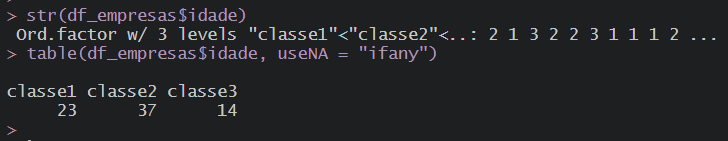 > str(df_empresas$idade)
 Ord.factor w/ 3 levels "classe1"<"classe2"<..: 2 1 3 2 2 3 1 1 1 2 ...
> table(df_empresas$idade, useNA = "ifany")

classe1 classe2 classe3
     23      37      14
>